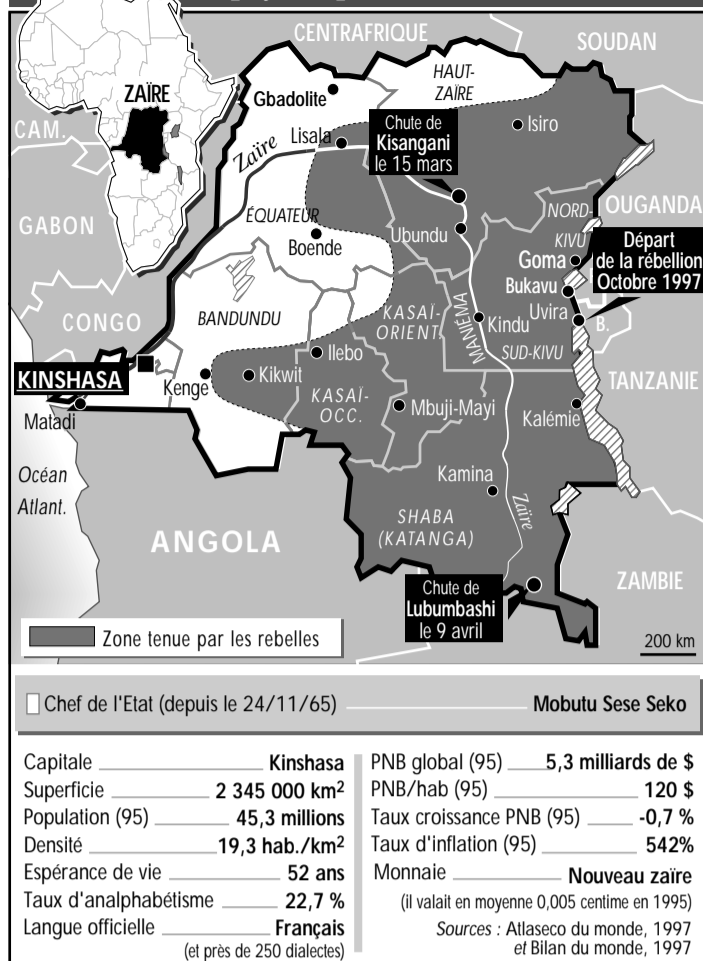 CENTRAFRIQUE
SOUDAN
HAUT-
ZAÏRE
ZAÏRE
Gbadolite
CAM.
Chute de
Kisangani
le 15 mars
Isiro
Lisala
Zaïre
GABON
ÉQUATEUR
Boende
Ubundu
NORD-
KIVU
OUGANDA
Goma
Départ
de la rébellion
Octobre 1997
Bukavu
Uvira
B.
CONGO
BANDUNDU
KASAÏ-
ORIENT.
MANIÉMA
Kindu
SUD-KIVU
TANZANIE
KINSHASA
Kenge
Kikwit
Ilebo
KASAÏ-
OCC.
Mbuji-Mayi
Kalémie
Matadi
Océan
Atlant.
Kamina
Zaïre
ANGOLA
SHABA
(KATANGA)
ZAMBIE
Chute de
Lubumbashi
le 9 avril
Zone tenue par les rebelles
200 km
Chef de l'Etat (depuis le 24/11/65) Mobutu Sese Seko
Capitale Kinshasa
Superficie 2 345 000 km²
Population (95) 45,3 millions
Densité 19,3 hab./km²
Espérance de vie 52 ans
Taux d'analphabétisme 22,7 %
Langue officielle Français
(et près de 250 dialectes)
PNB global (95) 5,3 milliards de $
PNB/hab (95) 120 $
Taux croissance PNB (95) -0,7 %
Taux d'inflation (95) 542%
Monnaie Nouveau zaïre
(il valait en moyenne 0,005 centime en 1995)
Sources : Atlaseco du monde, 1997
et Bilan du monde, 1997